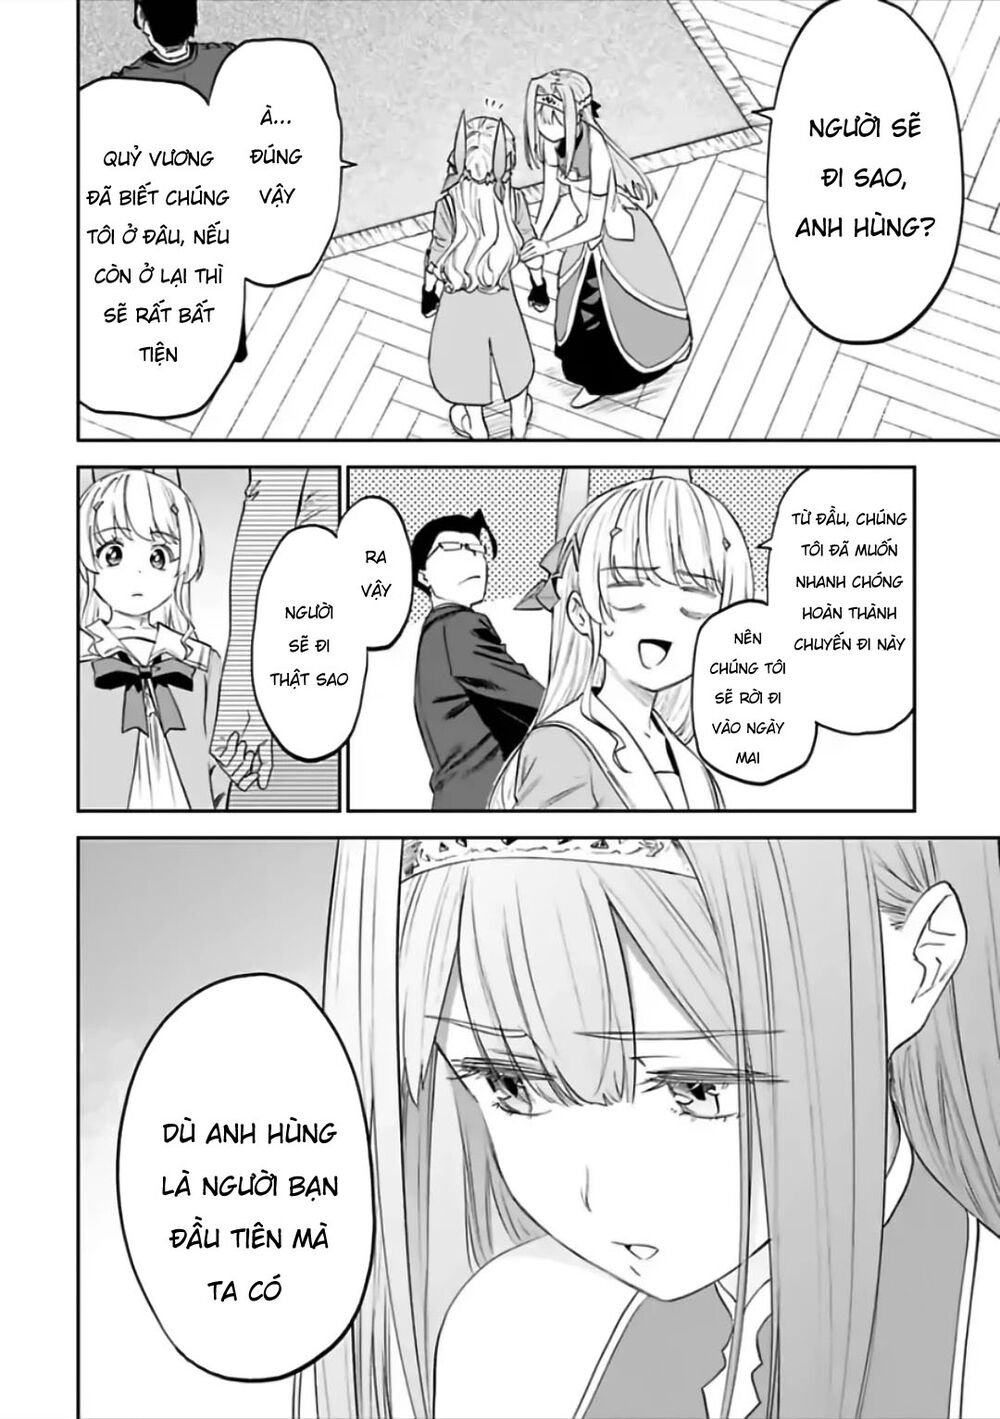 NGƯỜI SẼ
ĐI SAO,
ANH HÙNG?
À...
ĐÚNG
VẬY
QUỶ VƯƠNG
ĐÃ BIẾT CHÚNG
TÔI Ở ĐÂU, NẾU
CÒN Ở LẠI THÌ
SẼ RẤT BẤT
TIỆN
TỪ ĐẦU, CHÚNG
TÔI ĐÃ MUỐN
NHANH CHÓNG
HOÀN THÀNH
CHUYẾN ĐI NÀY
NÊN
CHÚNG TÔI
SẼ RỜI ĐI
VÀO NGÀY
MAI
RA
VẬY
NGƯỜI
SẼ ĐI
THẬT SAO
DÙ ANH HÙNG
LÀ NGƯỜI BẠN
ĐẦU TIÊN MÀ
TA CÓ